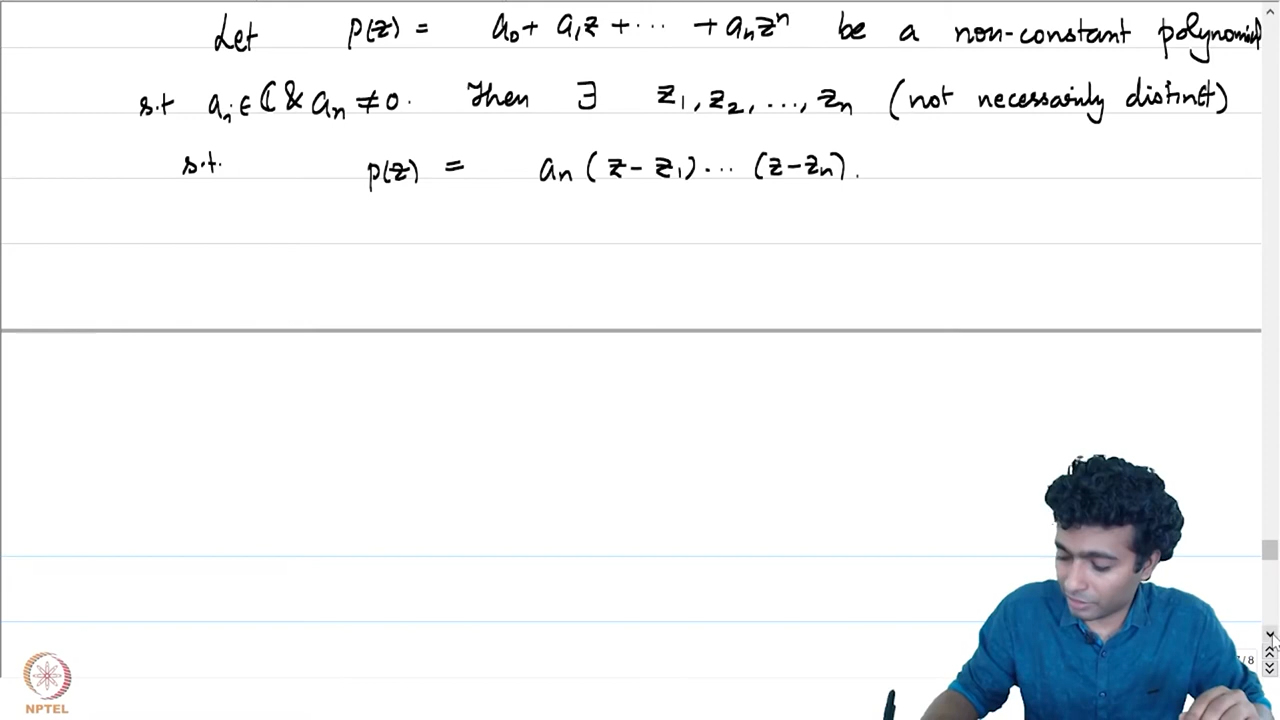 Let p(z) = a₀ + a₁z + ⋯ + aₙzⁿ be a non-constant polynomial
s.t aᵢ ∈ ℂ & aₙ ≠ 0. Then ∃ z₁, z₂, ..., zₙ (not necessarily distinct)
s.t. p(z) = aₙ (z - z₁) ⋯ (z - zₙ).
/8
NPTEL